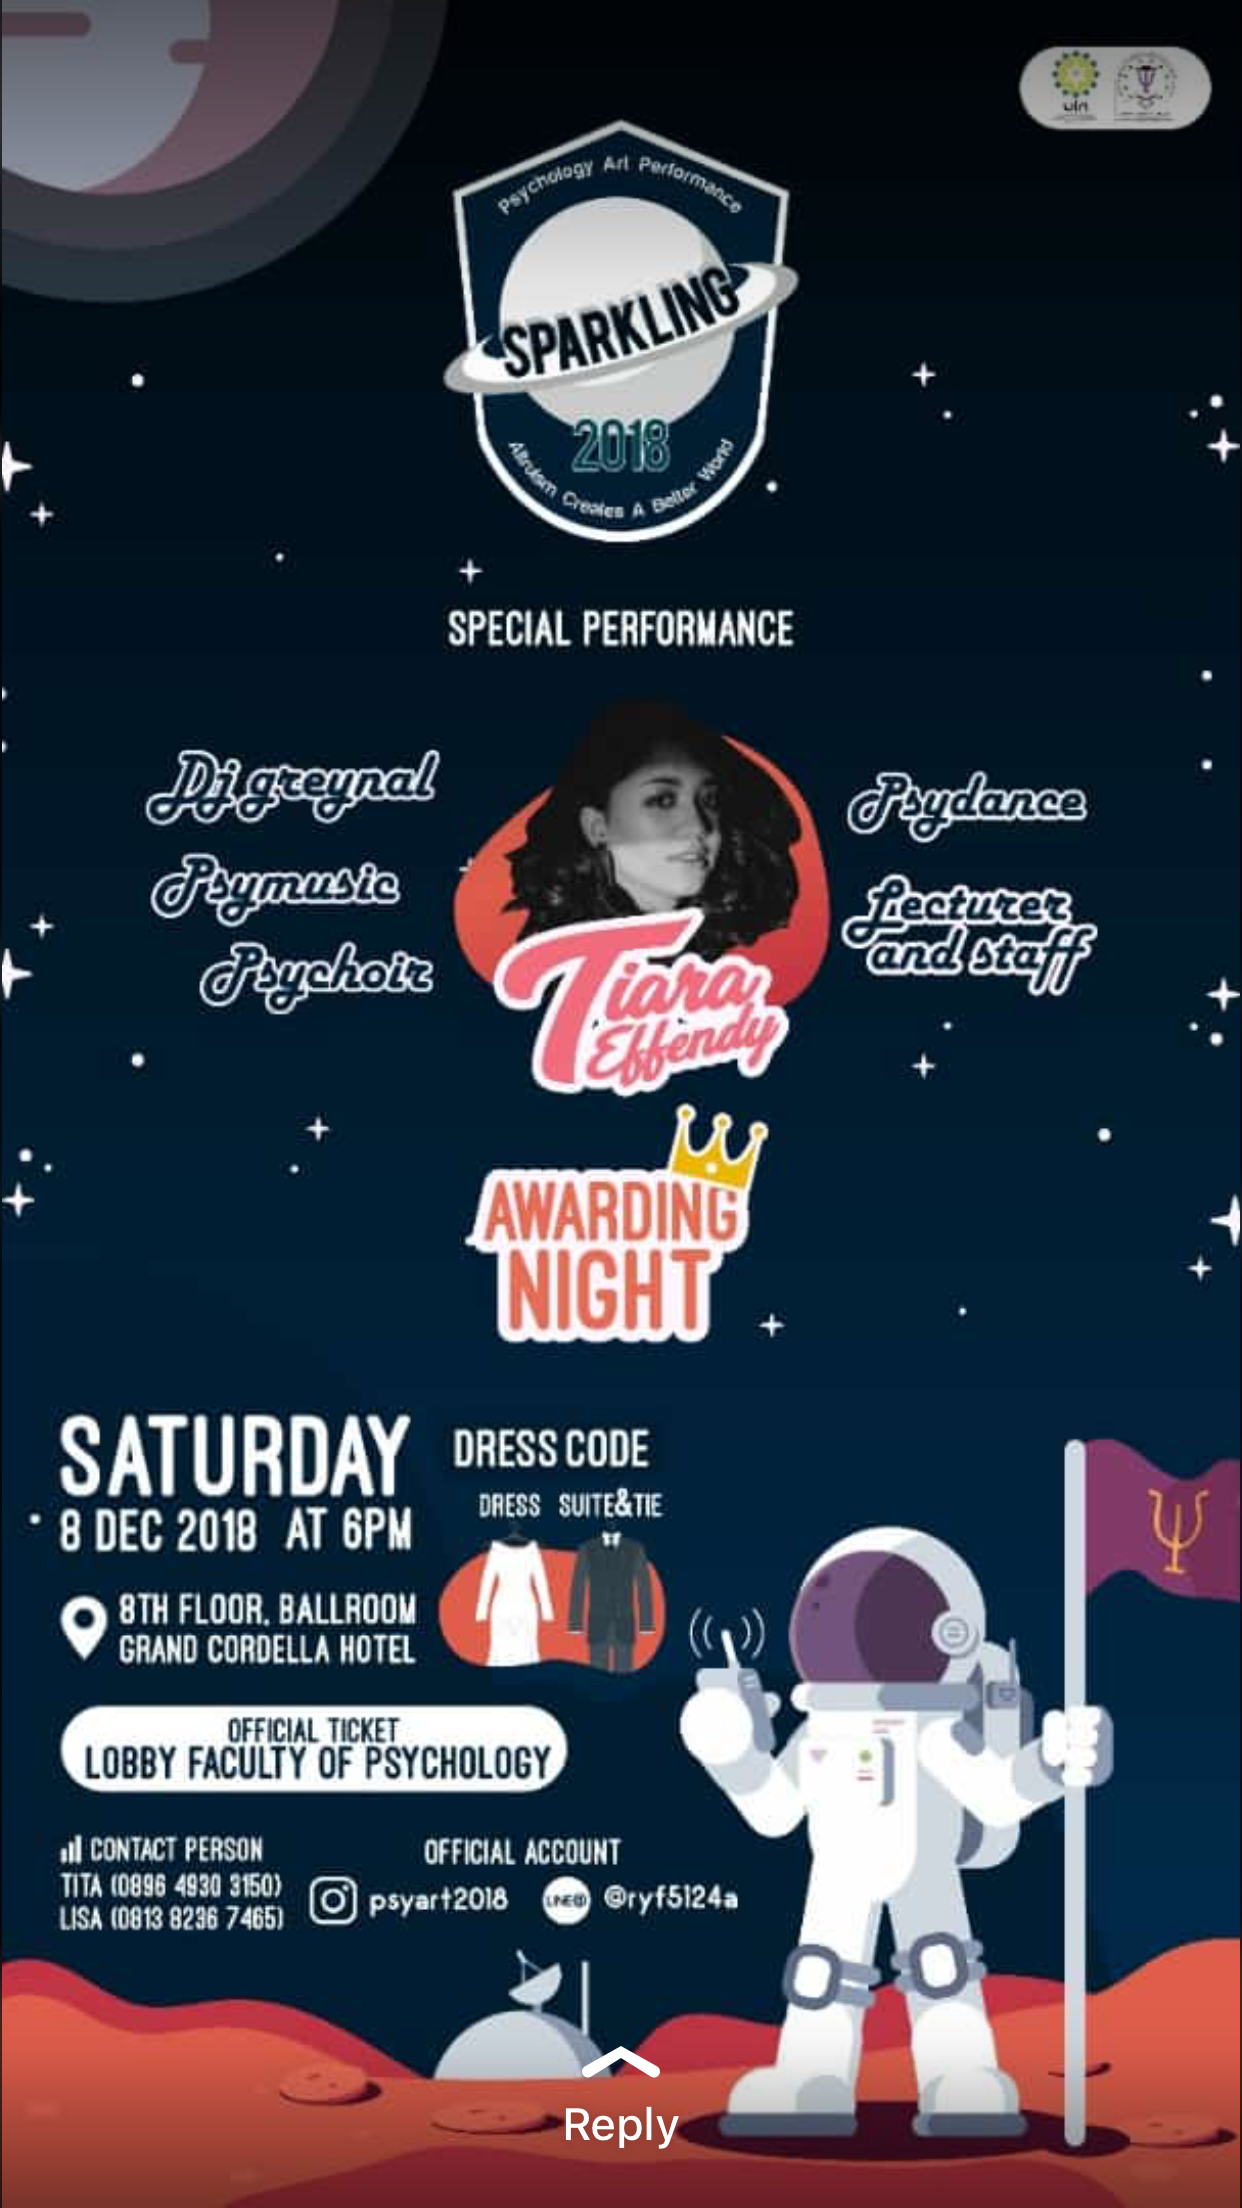 uin
Psychology Art Performance
SPARKLING
2018
Altruism Creates A Better World
SPECIAL PERFORMANCE
Dj greynal
Psymusic
Psychoir
Psydance
Lecturer
and staff
Tiara
Effendy
AWARDING
NIGHT
SATURDAY
8 DEC 2018 AT 6PM
8TH FLOOR, BALLROOM
GRAND CORDELLA HOTEL
DRESS CODE
DRESS SUITE&TIE
Ψ
OFFICIAL TICKET
LOBBY FACULTY OF PSYCHOLOGY
CONTACT PERSON
TITA (0896 4930 3150)
LISA (0813 8236 7465)
OFFICIAL ACCOUNT
psyart2018
LINE@ @ryf5124a
Reply